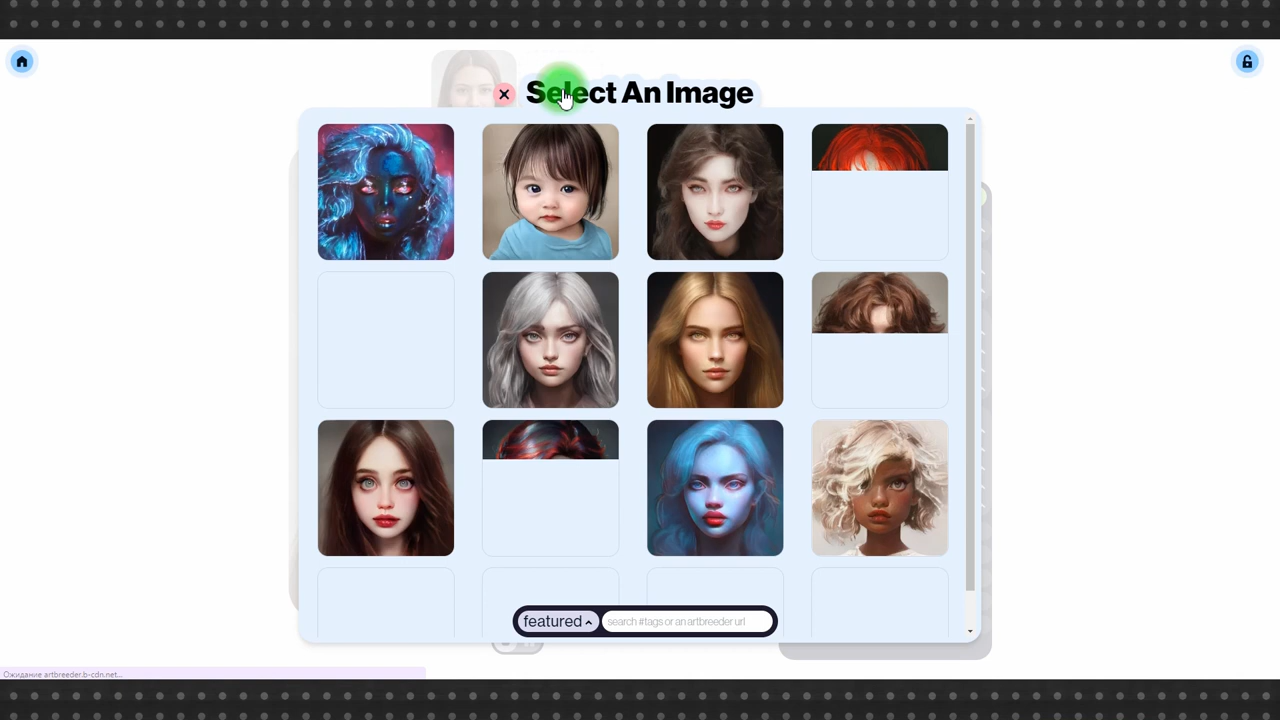 Select An Image
featured
search #tags or an artbreeder url
Ожидание artbreeder.b-cdn.net...